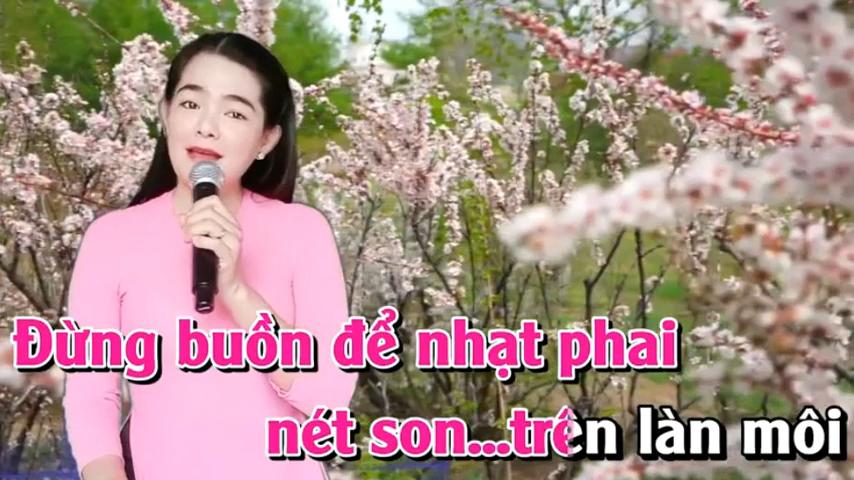 Đừng buồn để nhạt phai
nét son...trên làn môi